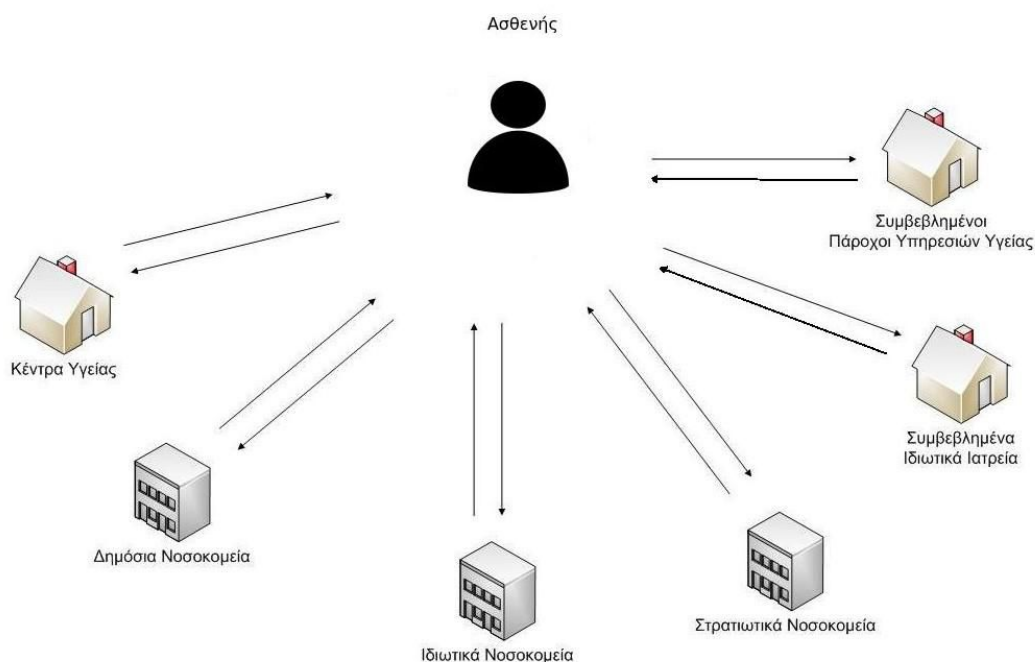 Ασθενής
Συμβεβλημένοι
Πάροχοι Υπηρεσιών Υγείας
Κέντρα Υγείας
Συμβεβλημένα
Ιδιωτικά Ιατρεία
Δημόσια Νοσοκομεία
Στρατιωτικά Νοσοκομεία
Ιδιωτικά Νοσοκομεία